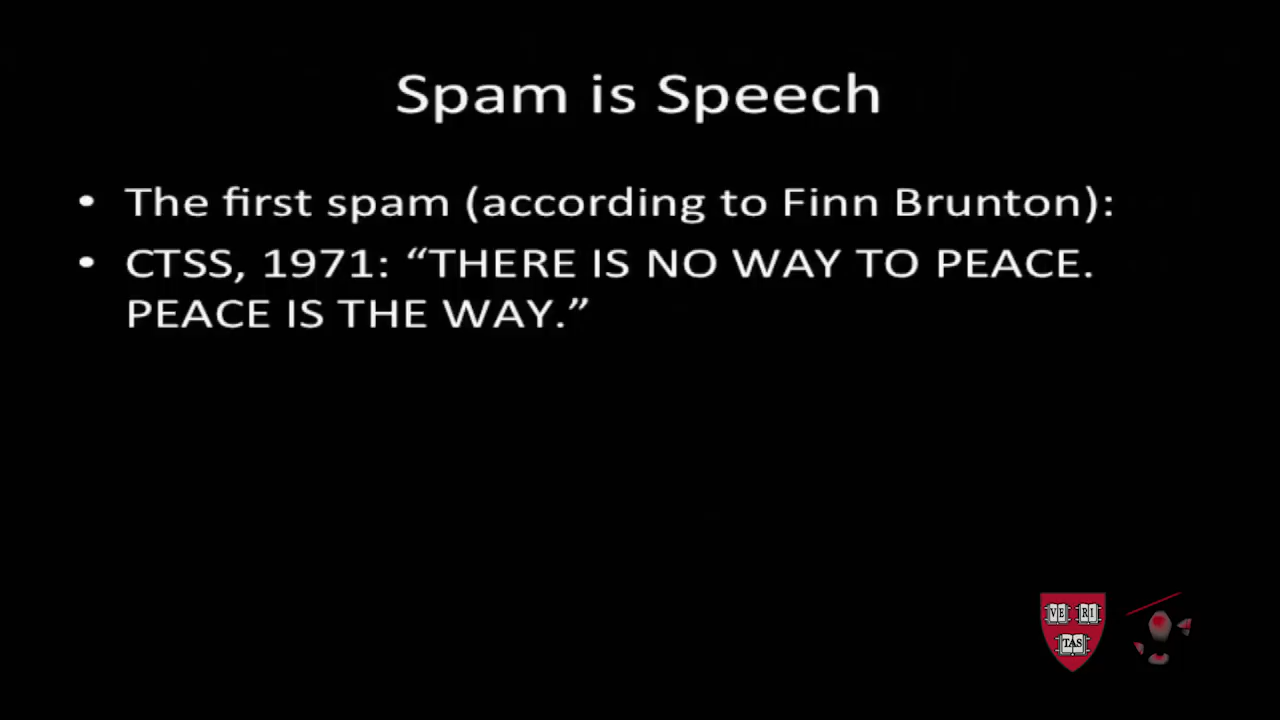 Spam is Speech
• The first spam (according to Finn Brunton):
• CTSS, 1971: “THERE IS NO WAY TO PEACE.
PEACE IS THE WAY.”
VE RI
TAS